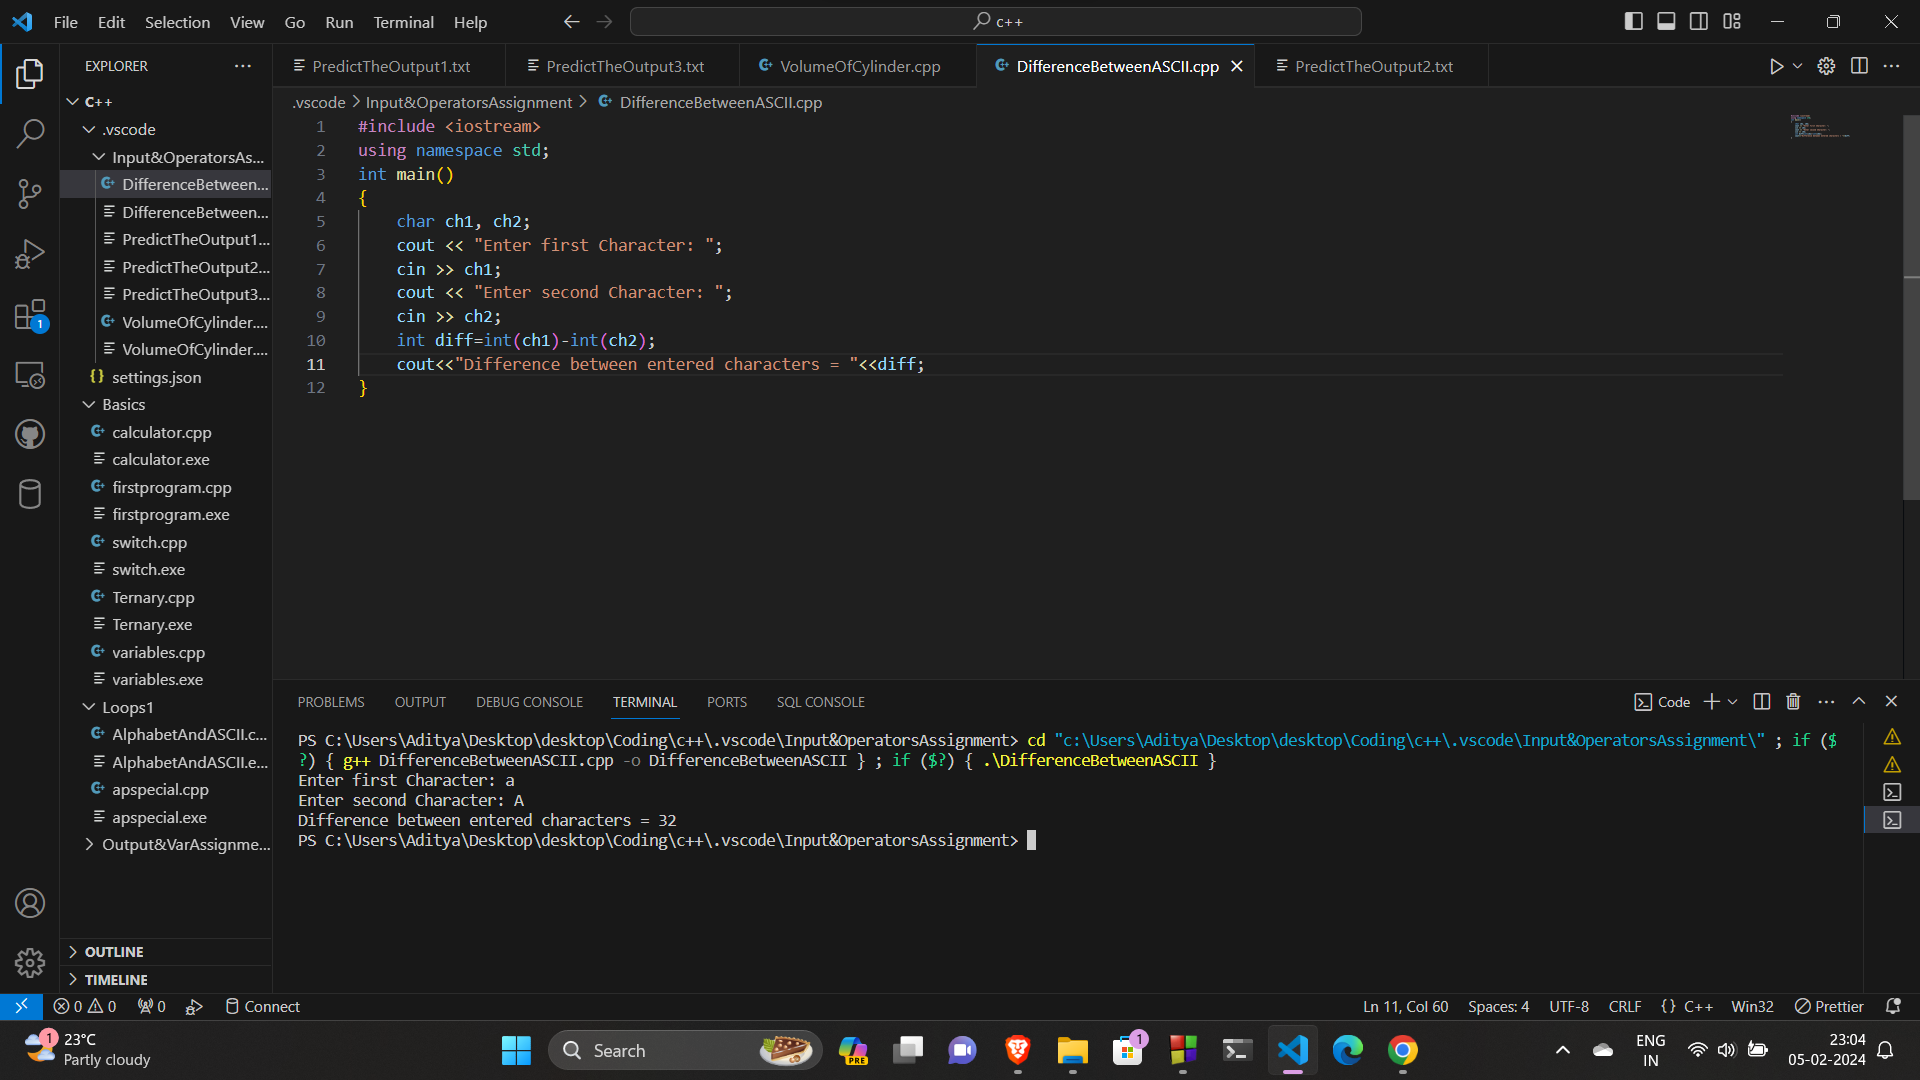 File Edit Selection View Go Run Terminal Help
c++
EXPLORER
PredictTheOutput1.txt
PredictTheOutput3.txt
VolumeOfCylinder.cpp
DifferenceBetweenASCII.cpp
PredictTheOutput2.txt
C++
.vscode
Input&OperatorsAs...
DifferenceBetween...
DifferenceBetween...
PredictTheOutput1...
PredictTheOutput2...
PredictTheOutput3...
VolumeOfCylinder....
VolumeOfCylinder....
settings.json
Basics
calculator.cpp
calculator.exe
firstprogram.cpp
firstprogram.exe
switch.cpp
switch.exe
Ternary.cpp
Ternary.exe
variables.cpp
variables.exe
Loops1
AlphabetAndASCII.c...
AlphabetAndASCII.e...
apspecial.cpp
apspecial.exe
Output&VarAssignme...
OUTLINE
TIMELINE
1
.vscode > Input&OperatorsAssignment > DifferenceBetweenASCII.cpp
1 #include <iostream>
2 using namespace std;
3 int main()
4 {
5     char ch1, ch2;
6     cout << "Enter first Character: ";
7     cin >> ch1;
8     cout << "Enter second Character: ";
9     cin >> ch2;
10     int diff=int(ch1)-int(ch2);
11     cout<<"Difference between entered characters = "<<diff;
12 }
PROBLEMS OUTPUT DEBUG CONSOLE TERMINAL PORTS SQL CONSOLE
Code
PS C:\Users\Aditya\Desktop\desktop\Coding\c++\.vscode\Input&OperatorsAssignment> cd "c:\Users\Aditya\Desktop\desktop\Coding\c++\.vscode\Input&OperatorsAssignment\" ; if ($
?) { g++ DifferenceBetweenASCII.cpp -o DifferenceBetweenASCII } ; if ($?) { .\DifferenceBetweenASCII }
Enter first Character: a
Enter second Character: A
Difference between entered characters = 32
PS C:\Users\Aditya\Desktop\desktop\Coding\c++\.vscode\Input&OperatorsAssignment>
0 0 0 Connect
Ln 11, Col 60 Spaces: 4 UTF-8 CRLF {} C++ Win32 Prettier
1
23°C
Partly cloudy
Search
PRE
1
ENG
IN
23:04
05-02-2024